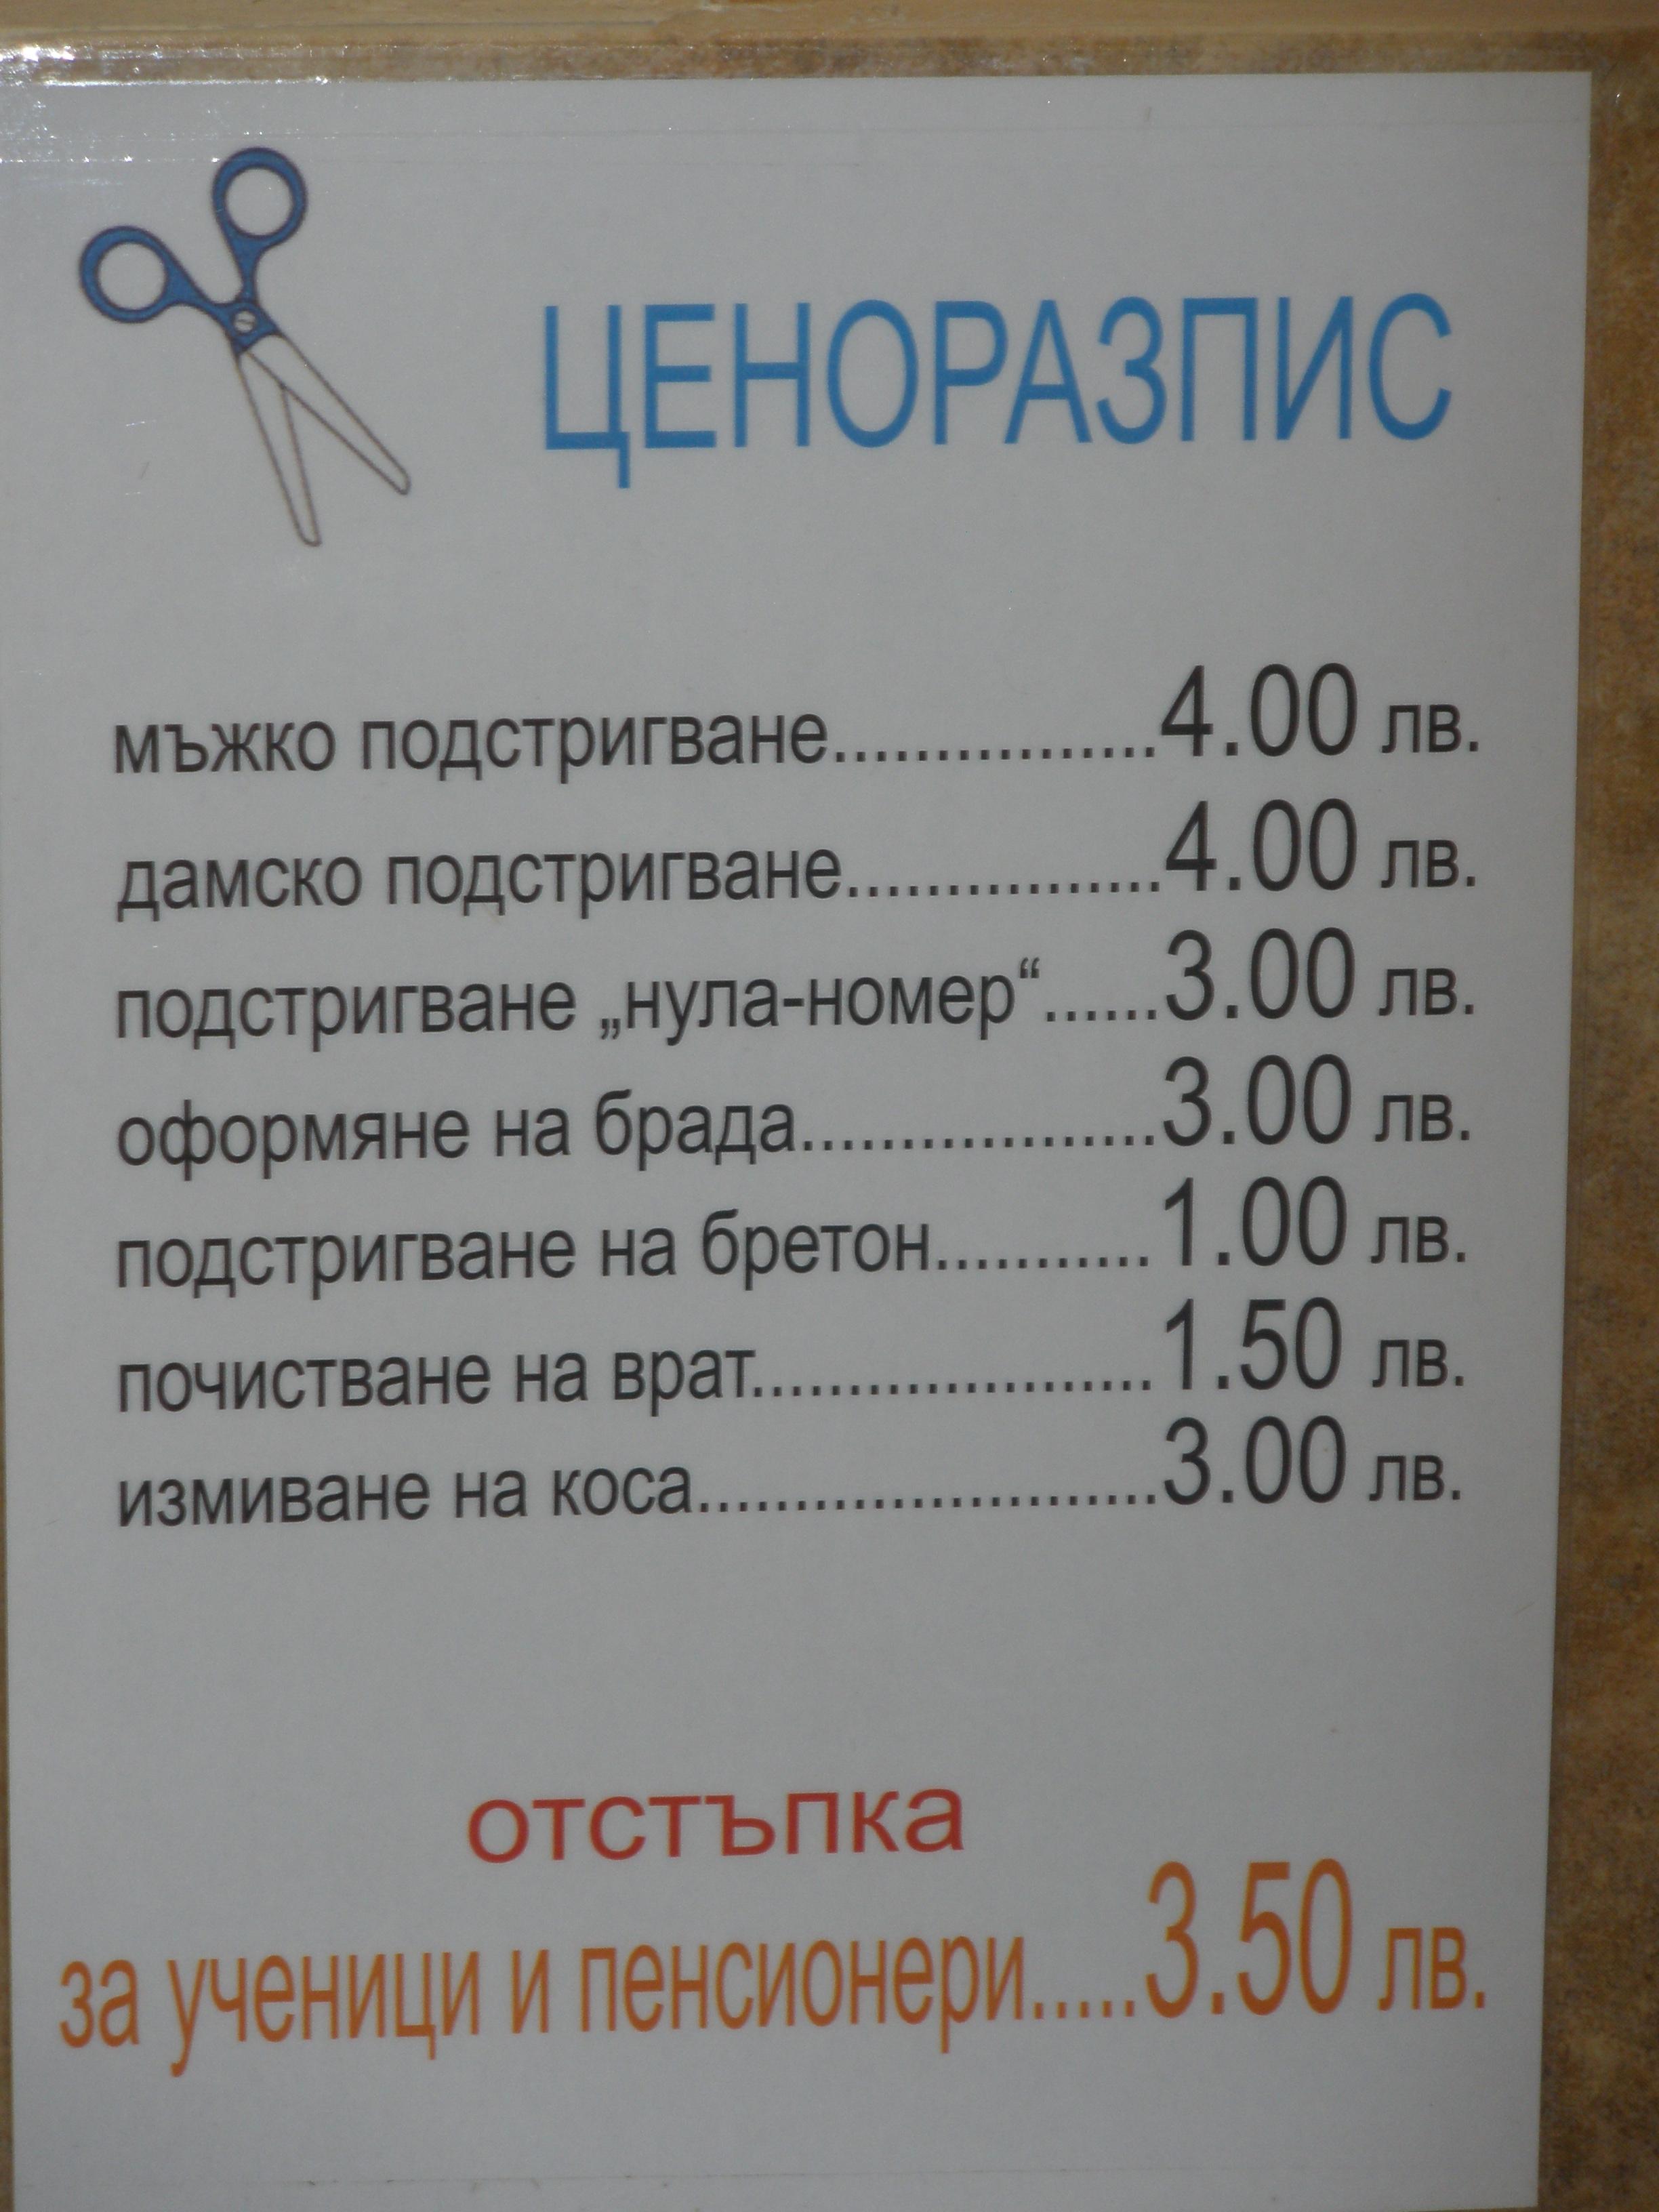 ЦЕНОРАЗПИС
мъжко подстригване................4.00 лв.
дамско подстригване................4.00 лв.
подстригване „нула-номер“......3.00 лв.
оформяне на брада..................3.00 лв.
подстригване на бретон...........1.00 лв.
почистване на врат.....................1.50 лв.
измиване на коса.......................3.00 лв.
отстъпка
за ученици и пенсионери.....3.50 лв.